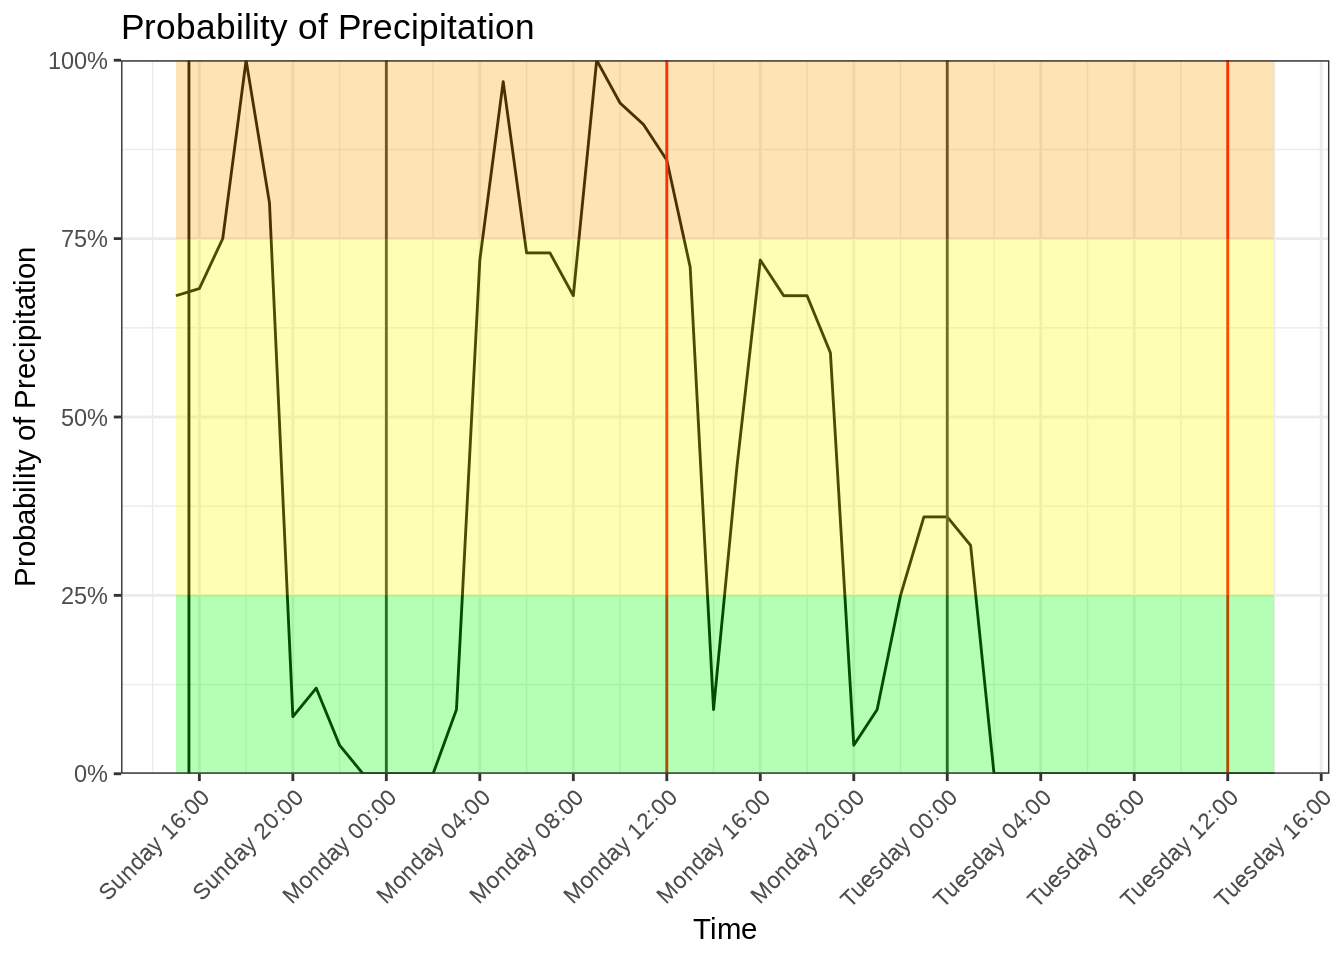 Probability of Precipitation
Probability of Precipitation
100%
75%
50%
25%
0%
Sunday 16:00
Sunday 20:00
Monday 00:00
Monday 04:00
Monday 08:00
Monday 12:00
Monday 16:00
Monday 20:00
Tuesday 00:00
Tuesday 04:00
Tuesday 08:00
Tuesday 12:00
Tuesday 16:00
Time